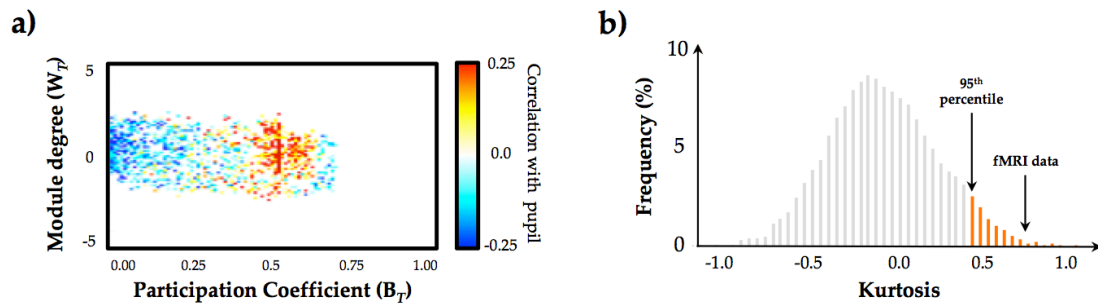 a)
Module degree (W_T)
5
0
-5
0.00 0.25 0.5 0.75 1.00
Participation Coefficient (B_T)
0.25
0.0
-0.25
Correlation with pupil
b)
Frequency (%)
10
5
0
95th
percentile
fMRI data
-1.0 -0.5 0.0 0.5 1.0
Kurtosis